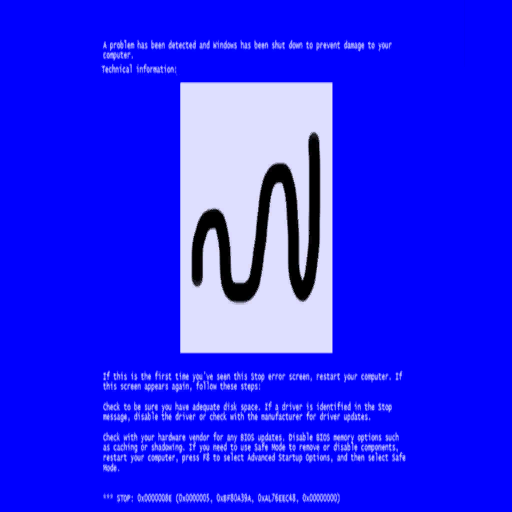 A problem has been detected and Windows has been shut down to prevent damage to your
computer.
Technical information:
If this is the first time you've seen this Stop error screen, restart your computer. If
this screen appears again, follow these steps:
Check to be sure you have adequate disk space. If a driver is identified in the Stop
message, disable the driver or check with the manufacturer for driver updates.
Check with your hardware vendor for any BIOS updates. Disable BIOS memory options such
as caching or shadowing. If you need to use Safe Mode to remove or disable components,
restart your computer, press F8 to select Advanced Startup Options, and then select Safe
Mode.
*** STOP: 0x0000008E (0x0000005, 0xBF80A39A, 0xAL76EEC48, 0x00000000)